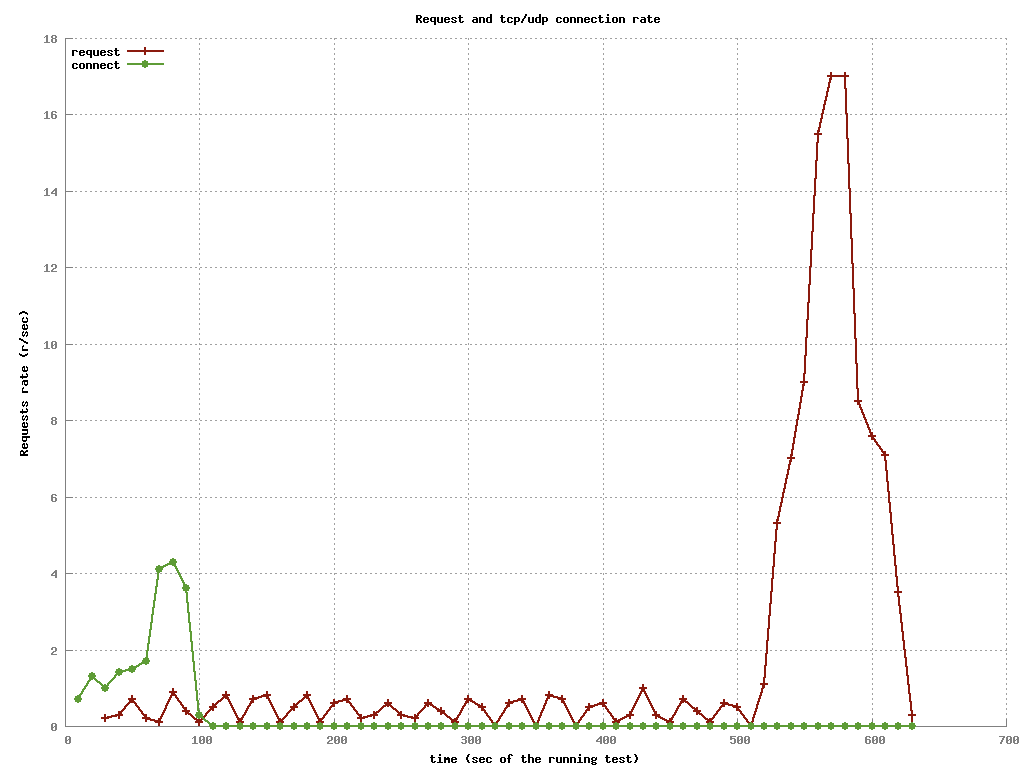 Request and tcp/udp connection rate
request
connect
18
16
14
12
10
8
6
4
2
0
Requests rate (r/sec)
0 100 200 300 400 500 600 700
time (sec of the running test)